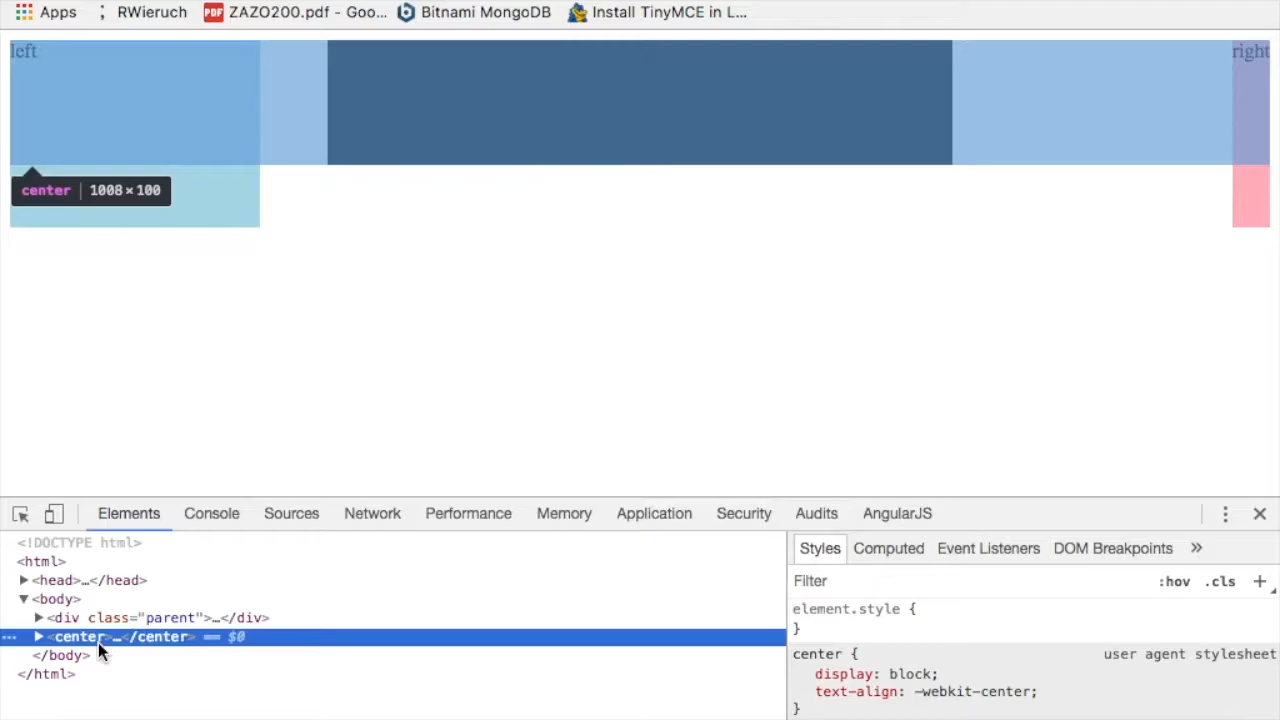 Apps RWieruch PDF ZAZO200.pdf - Goo... Bitnami MongoDB Install TinyMCE in L...
left right
center 1008 × 100
Elements Console Sources Network Performance Memory Application Security Audits AngularJS
<!DOCTYPE html>
<html>
<head>…</head>
<body>
<div class="parent">…</div>
<center>…</center> == $0
</body>
</html>
Styles Computed Event Listeners DOM Breakpoints »
Filter :hov .cls +
element.style {
}
center { user agent stylesheet
display: block;
text-align: -webkit-center;
}